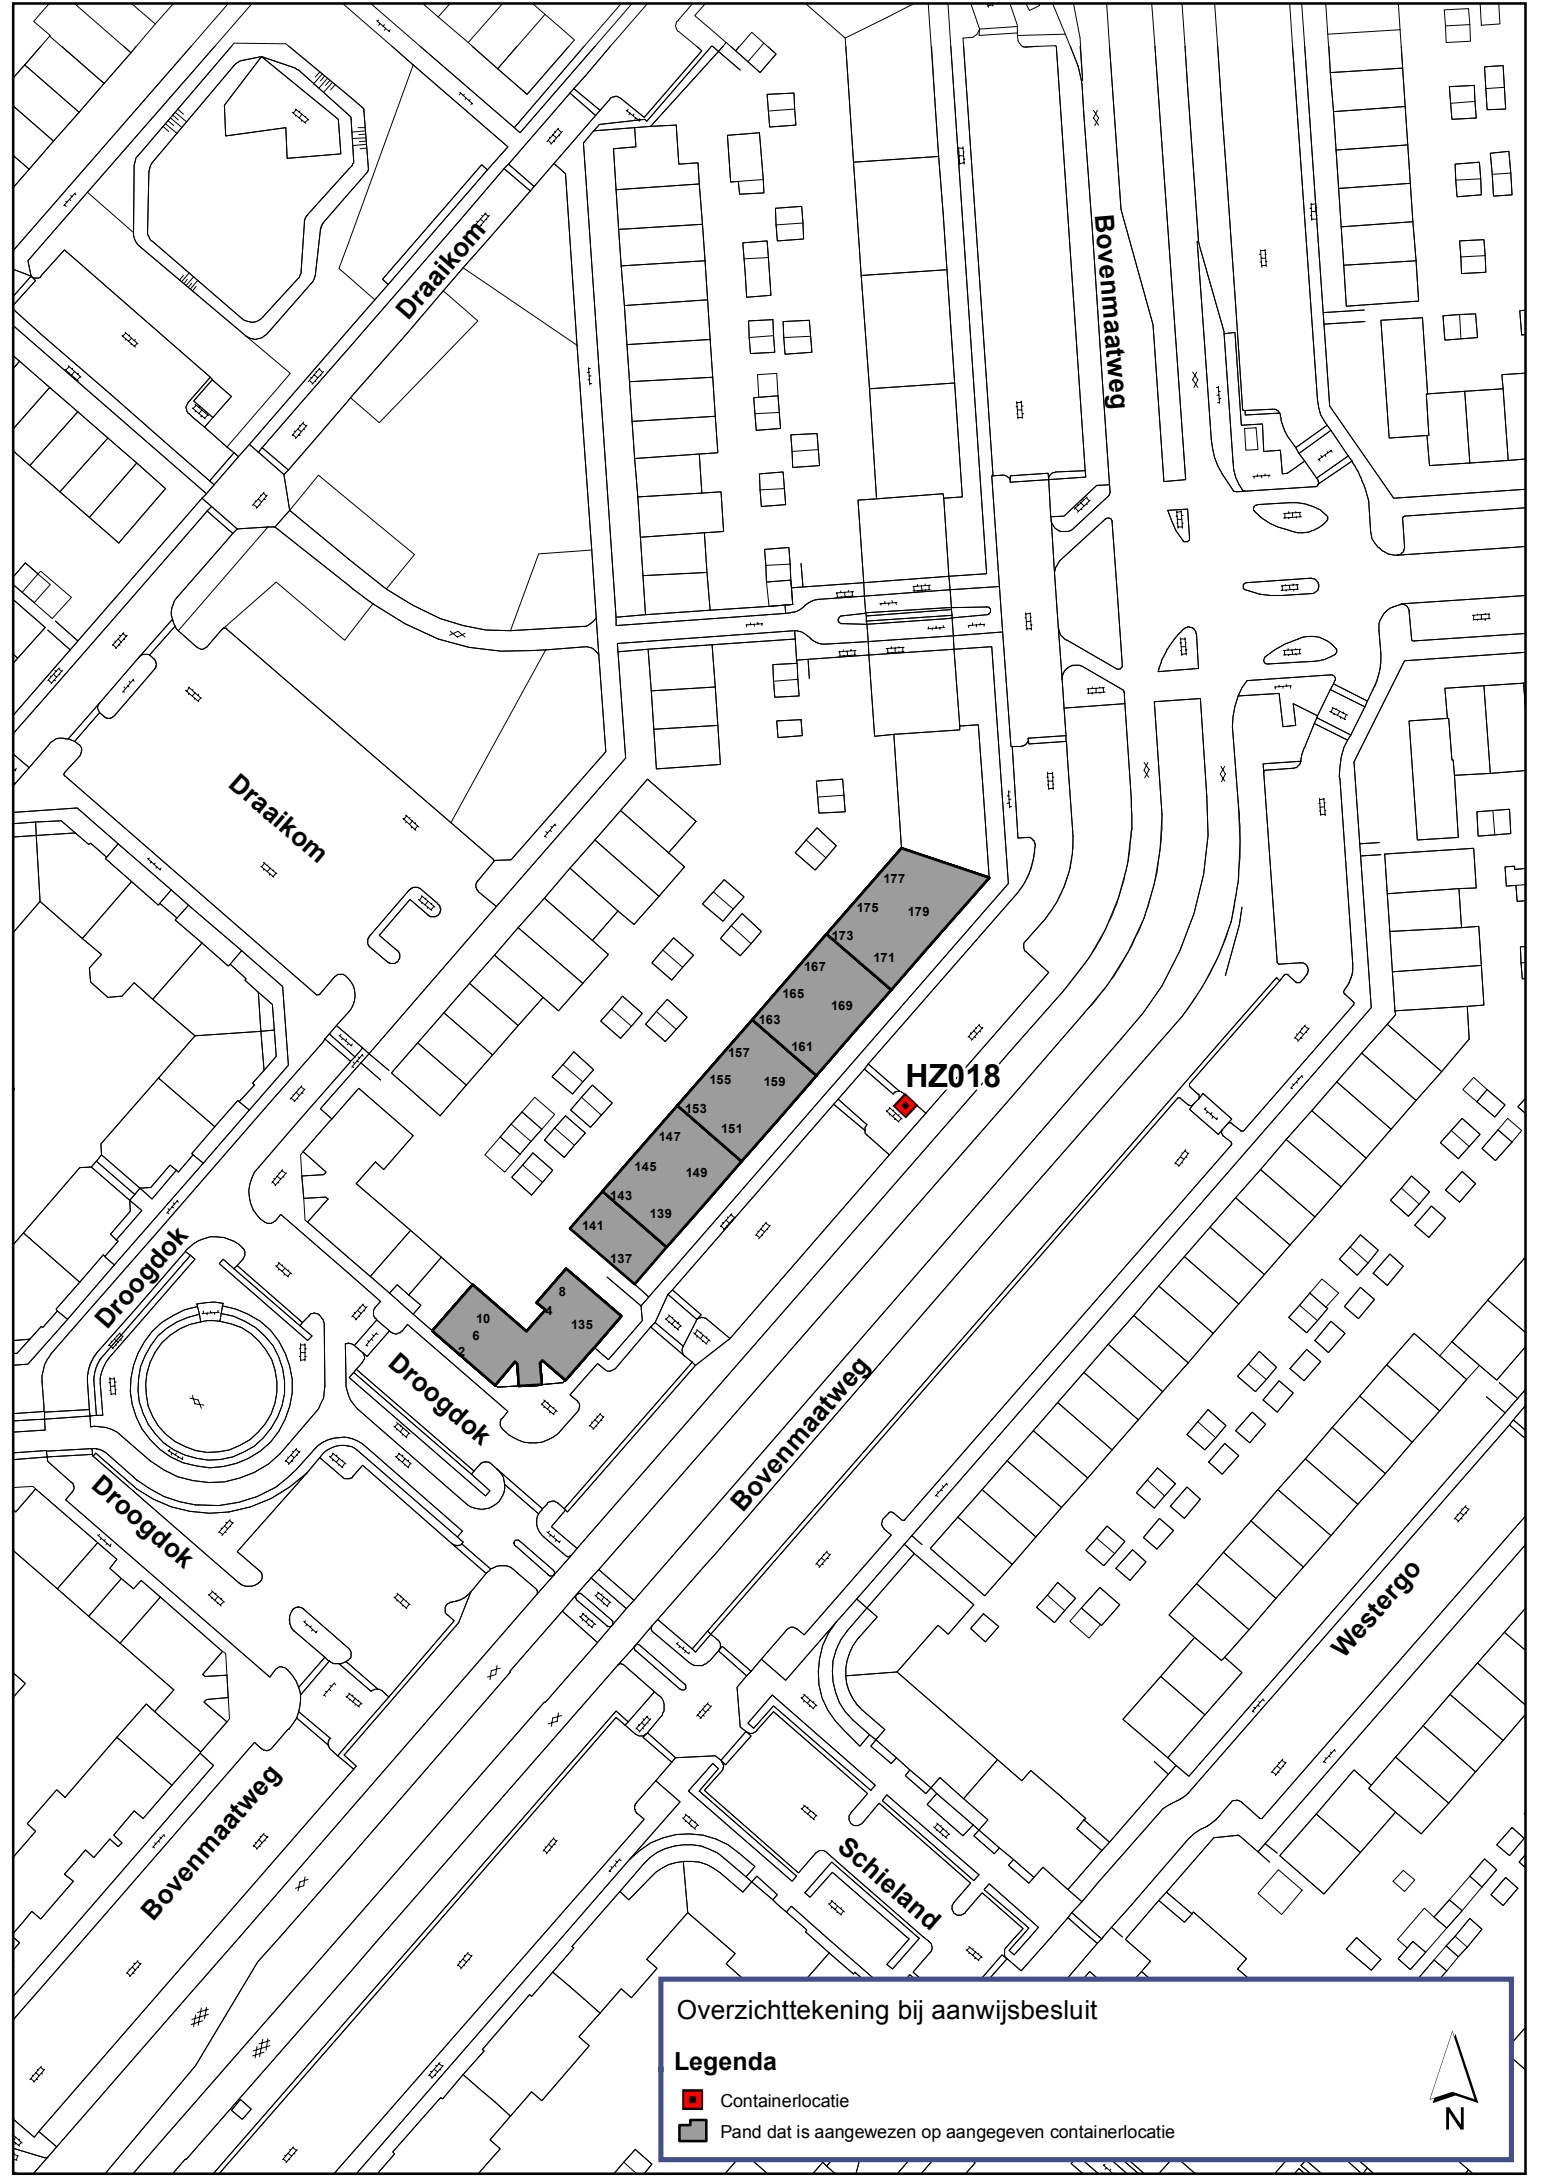 Draaikom
Bovenmaatweg
Draaikom
177
175
179
173
171
167
165
169
163
161
157
155
159
153
151
147
145
149
143
139
141
137
HZ018
8
4
135
10
6
2
Droogdok
Droogdok
Droogdok
Bovenmaatweg
Westergo
Bovenmaatweg
Schieland
Overzichttekening bij aanwijsbesluit
Legenda
Containerlocatie
Pand dat is aangewezen op aangegeven containerlocatie
N